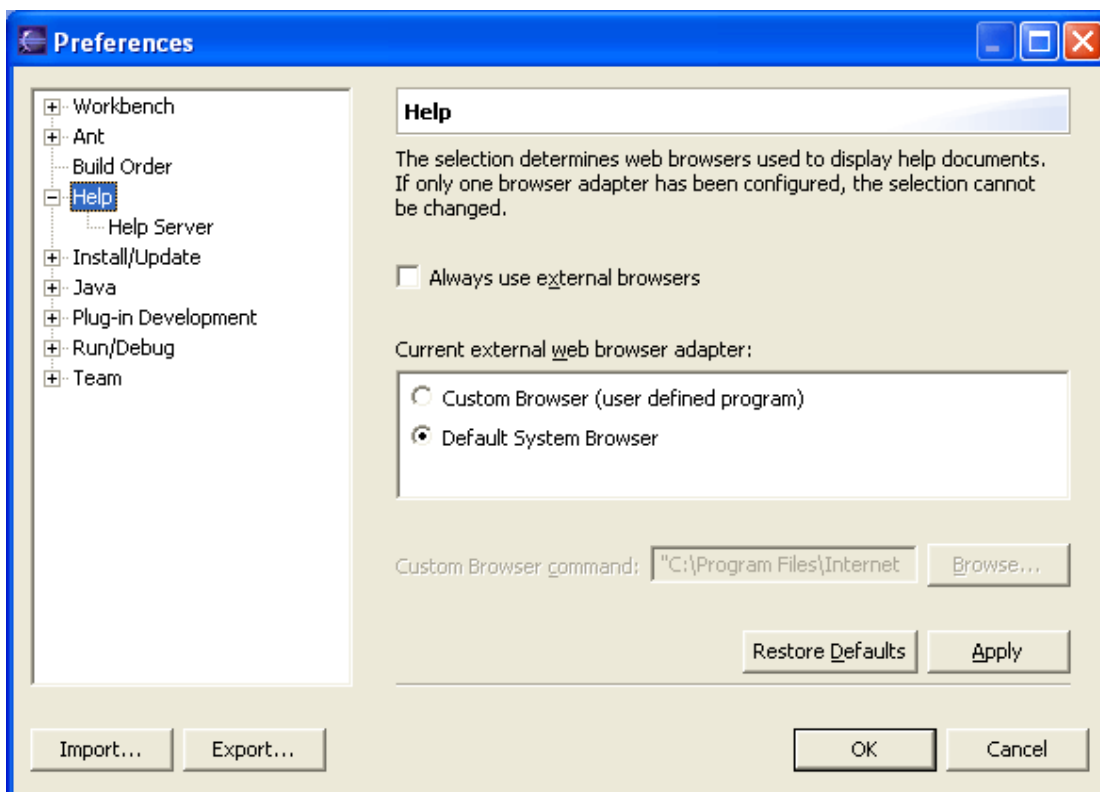 Preferences
Workbench
Ant
Build Order
Help
Help Server
Install/Update
Java
Plug-in Development
Run/Debug
Team
Help
The selection determines web browsers used to display help documents.
If only one browser adapter has been configured, the selection cannot
be changed.
Always use external browsers
Current external web browser adapter:
Custom Browser (user defined program)
Default System Browser
Custom Browser command: "C:\Program Files\Internet Browse...
Restore Defaults Apply
Import... Export... OK Cancel